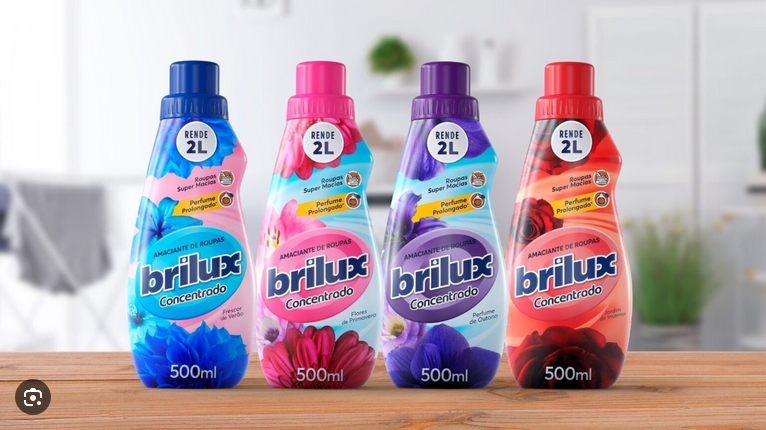 RENDE
2L
Roupas
Super Macias
Perfume
Prolongado
AMACIANTE DE ROUPAS
brilux
Concentrado
Frescor
de Verão
500ml
RENDE
2L
Roupas
Super Macias
Perfume
Prolongado
AMACIANTE DE ROUPAS
brilux
Concentrado
Flores
de Primavera
500ml
RENDE
2L
Roupas
Super Macias
Perfume
Prolongado
AMACIANTE DE ROUPAS
brilux
Concentrado
Perfume
de Outono
500ml
RENDE
2L
Roupas
Super Macias
Perfume
Prolongado
AMACIANTE DE ROUPAS
brilux
Concentrado
500ml